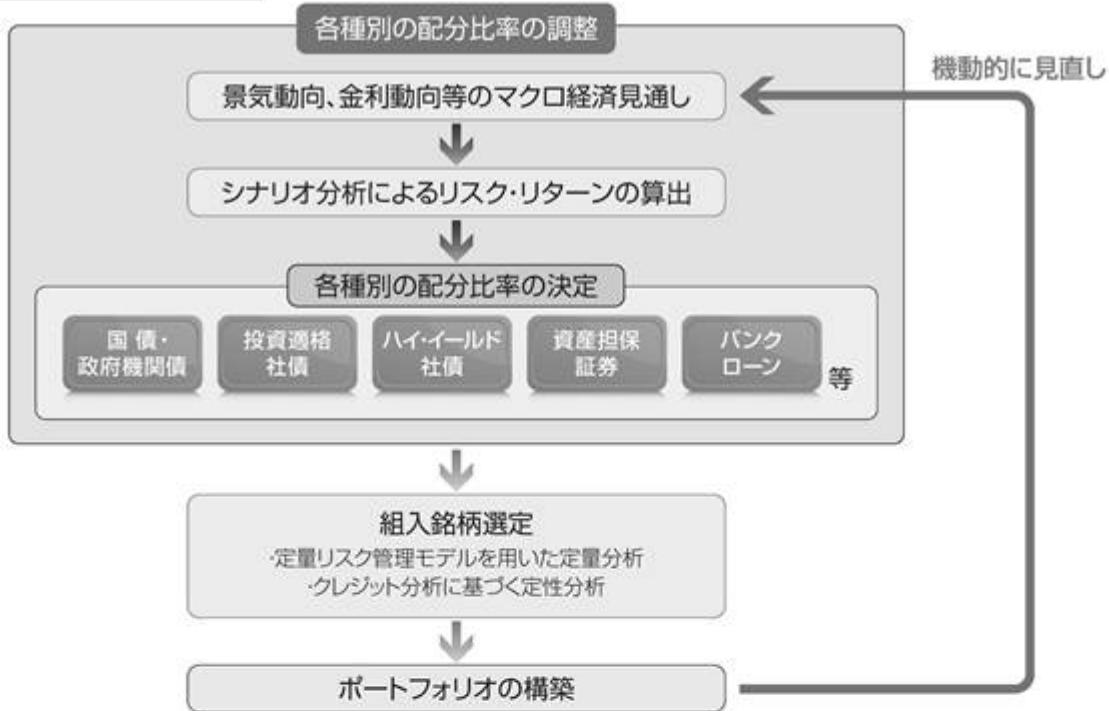 各種別の配分比率の調整
機動的に見直し
景気動向、金利動向等のマクロ経済見通し
シナリオ分析によるリスク・リターンの算出
各種別の配分比率の決定
国債・
政府機関債
投資適格
社債
ハイ・イールド
社債
資産担保
証券
バンク
ローン
等
組入銘柄選定
・定量リスク管理モデルを用いた定量分析
・クレジット分析に基づく定性分析
ポートフォリオの構築